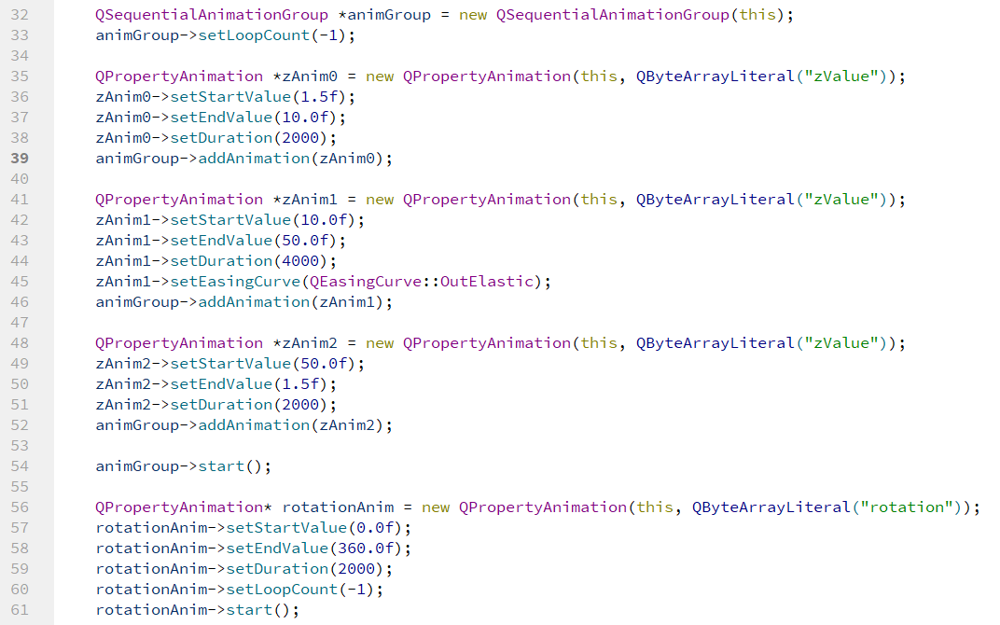 32 QSequentialAnimationGroup *animGroup = new QSequentialAnimationGroup(this);
33 animGroup->setLoopCount(-1);
34
35 QPropertyAnimation *zAnim0 = new QPropertyAnimation(this, QByteArrayLiteral("zValue"));
36 zAnim0->setStartValue(1.5f);
37 zAnim0->setEndValue(10.0f);
38 zAnim0->setDuration(2000);
39 animGroup->addAnimation(zAnim0);
40
41 QPropertyAnimation *zAnim1 = new QPropertyAnimation(this, QByteArrayLiteral("zValue"));
42 zAnim1->setStartValue(10.0f);
43 zAnim1->setEndValue(50.0f);
44 zAnim1->setDuration(4000);
45 zAnim1->setEasingCurve(QEasingCurve::OutElastic);
46 animGroup->addAnimation(zAnim1);
47
48 QPropertyAnimation *zAnim2 = new QPropertyAnimation(this, QByteArrayLiteral("zValue"));
49 zAnim2->setStartValue(50.0f);
50 zAnim2->setEndValue(1.5f);
51 zAnim2->setDuration(2000);
52 animGroup->addAnimation(zAnim2);
53
54 animGroup->start();
55
56 QPropertyAnimation* rotationAnim = new QPropertyAnimation(this, QByteArrayLiteral("rotation"));
57 rotationAnim->setStartValue(0.0f);
58 rotationAnim->setEndValue(360.0f);
59 rotationAnim->setDuration(2000);
60 rotationAnim->setLoopCount(-1);
61 rotationAnim->start();